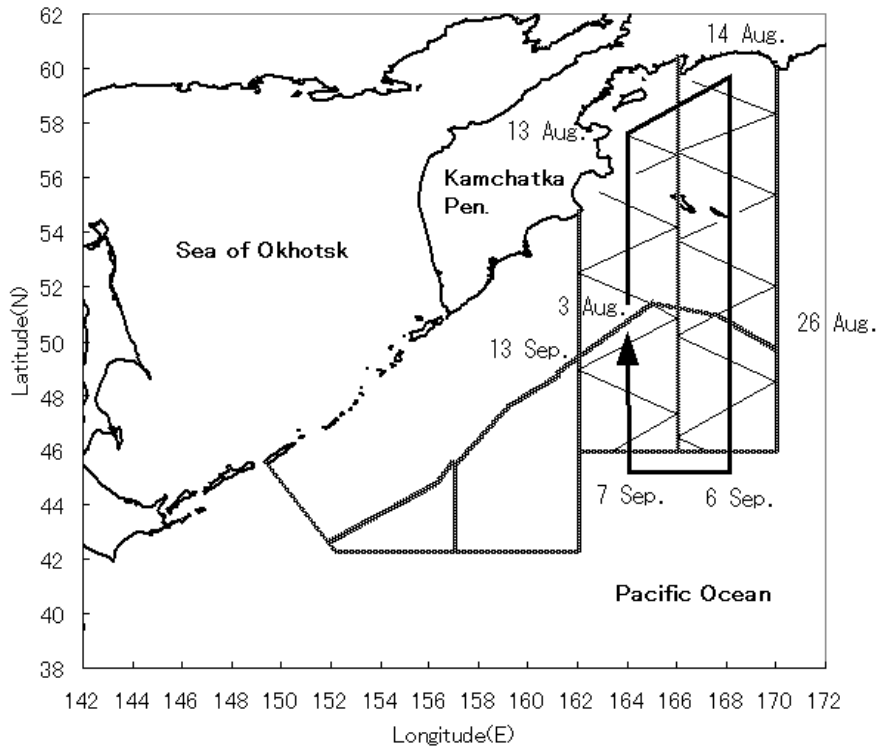 62
60
58
56
54
52
50
48
46
44
42
40
38
Latitude(N)
14 Aug.
13 Aug.
Kamchatka
Pen.
Sea of Okhotsk
3 Aug.
26 Aug.
13 Sep.
7 Sep.
6 Sep.
Pacific Ocean
142 144 146 148 150 152 154 156 158 160 162 164 166 168 170 172
Longitude(E)